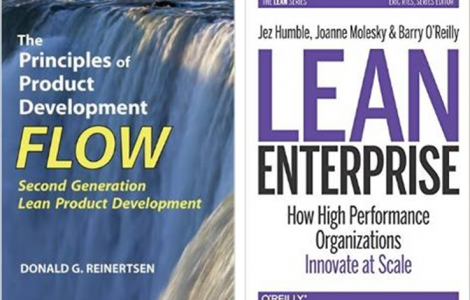 The
Principles of
Product
Development
FLOW
Second Generation
Lean Product Development
DONALD G. REINERTSEN
THE LEAN SERIES
ERIC RIES, SERIES EDITOR
Jez Humble, Joanne Molesky & Barry O'Reilly
LEAN
ENTERPRISE
How High Performance
Organizations
Innovate at Scale
O'REILLY®